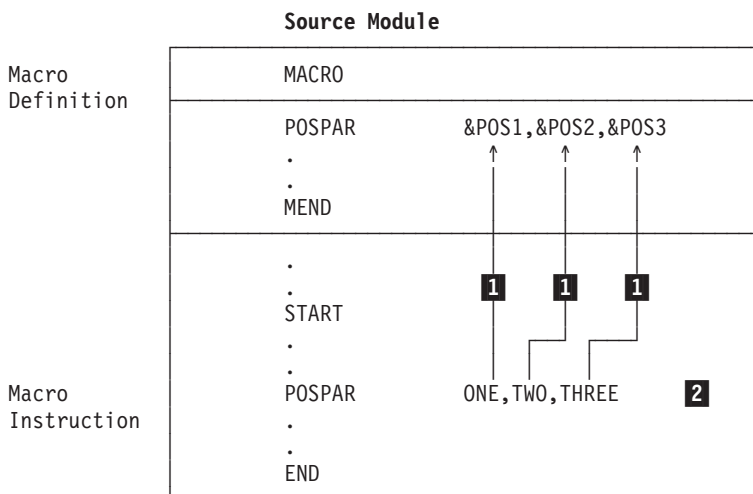 Source Module
Macro MACRO
Definition
POSPAR &POS1,&POS2,&POS3
.
.
MEND
.
. 1 1 1
START
.
.
Macro POSPAR ONE,TWO,THREE 2
Instruction .
.
END